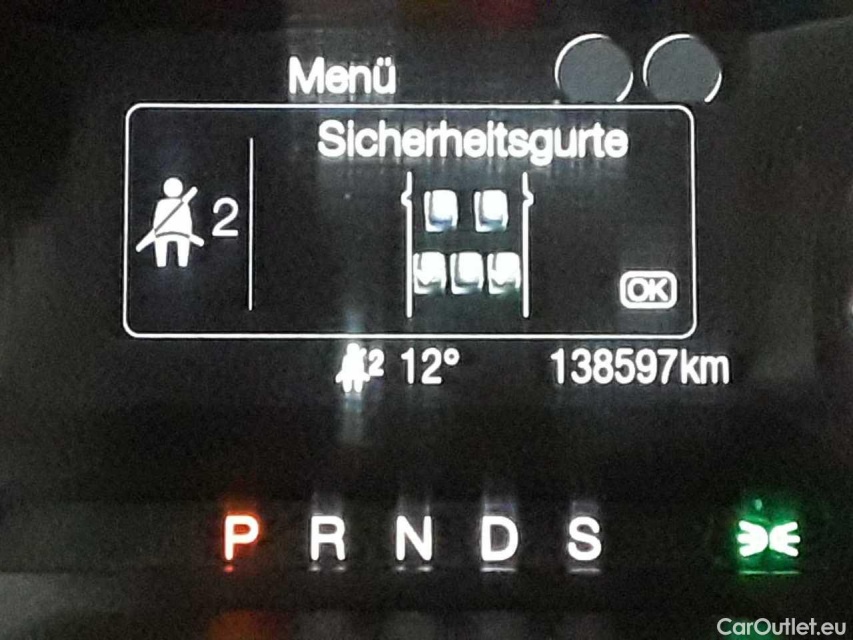 Menü
Sicherheitsgurte
2
OK
2 12° 138597km
P R N D S
CarOutlet.eu